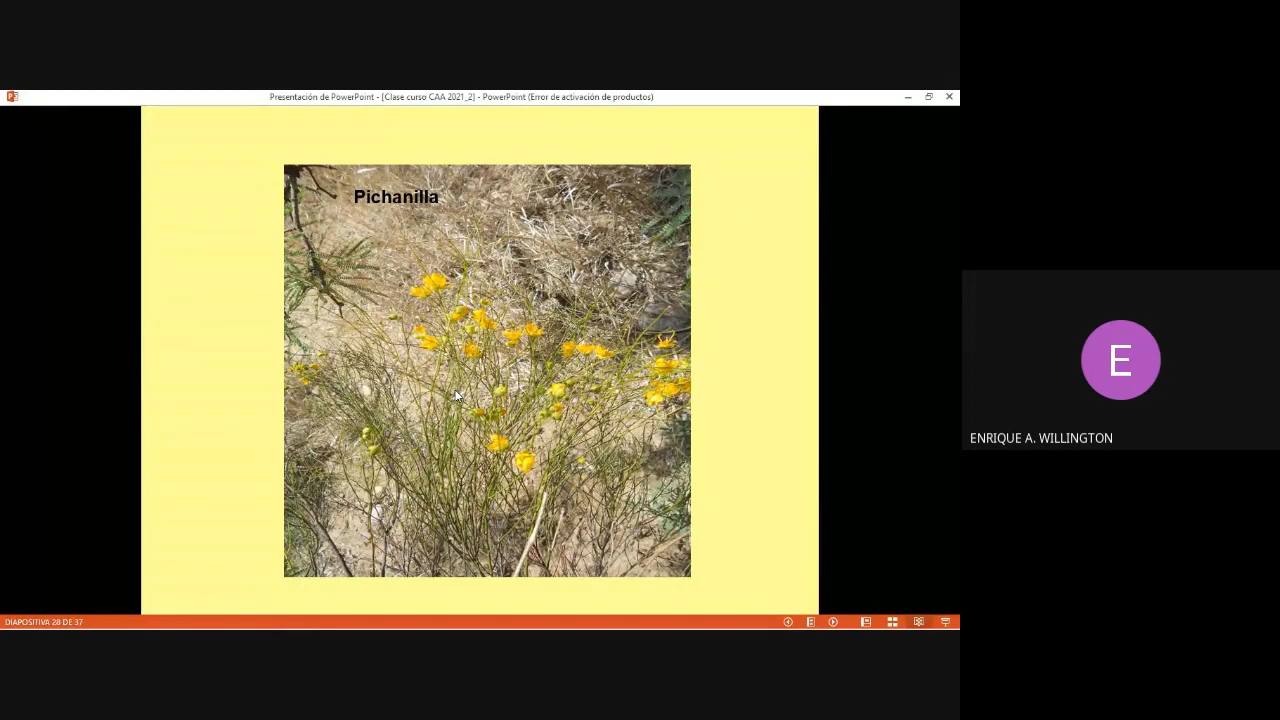 Presentación de PowerPoint - [Clase curso CAA 2021_2] - PowerPoint (Error de activación de productos)
Pichanilla
E
ENRIQUE A. WILLINGTON
DIAPOSITIVA 28 DE 37